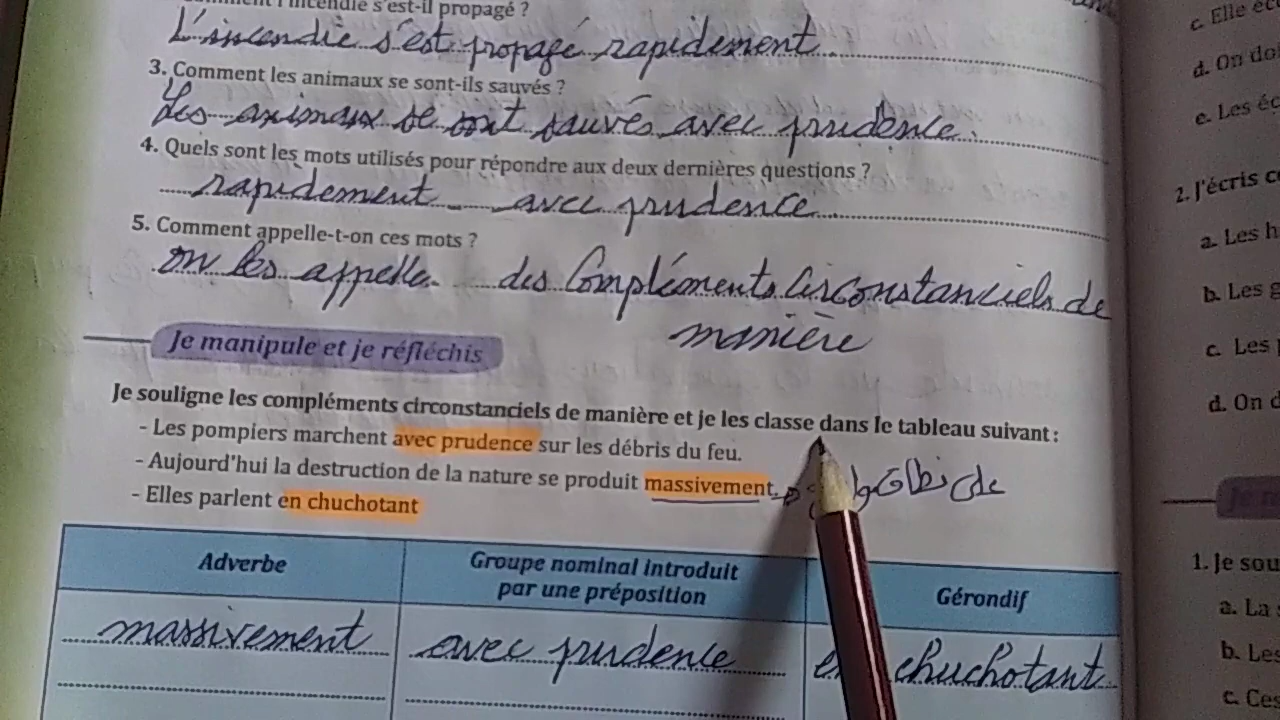 l'incendie s'est-il propagé ?
L'incendie s'est propagé rapidement
3. Comment les animaux se sont-ils sauvés ?
Les animaux se sont sauvés avec prudence.
4. Quels sont les mots utilisés pour répondre aux deux dernières questions ?
rapidement _ avec prudence
5. Comment appelle-t-on ces mots ?
on les appelle des Compléments Circonstanciels de
manière
Je manipule et je réfléchis
Je souligne les compléments circonstanciels de manière et je les classe dans le tableau suivant :
- Les pompiers marchent avec prudence sur les débris du feu.
- Aujourd'hui la destruction de la nature se produit massivement.
- Elles parlent en chuchotant
Adverbe
Groupe nominal introduit
par une préposition
Gérondif
massivement
avec prudence
chuchotant
c. Elle
d. On
e. Les
2. J'écris
a. Les
b. Les
c. Les
d. On
1. Je
a. La
b. Les
c. Ces